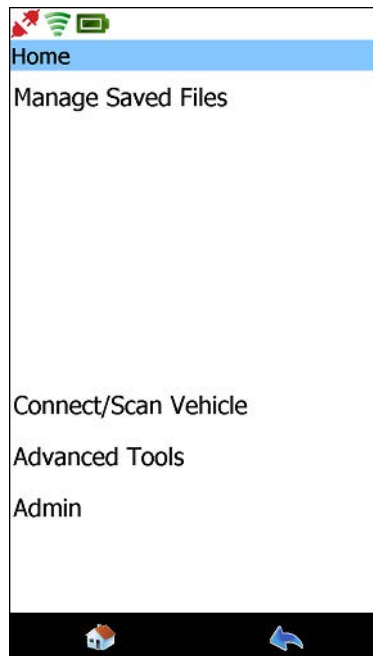 Home
Manage Saved Files
Connect/Scan Vehicle
Advanced Tools
Admin